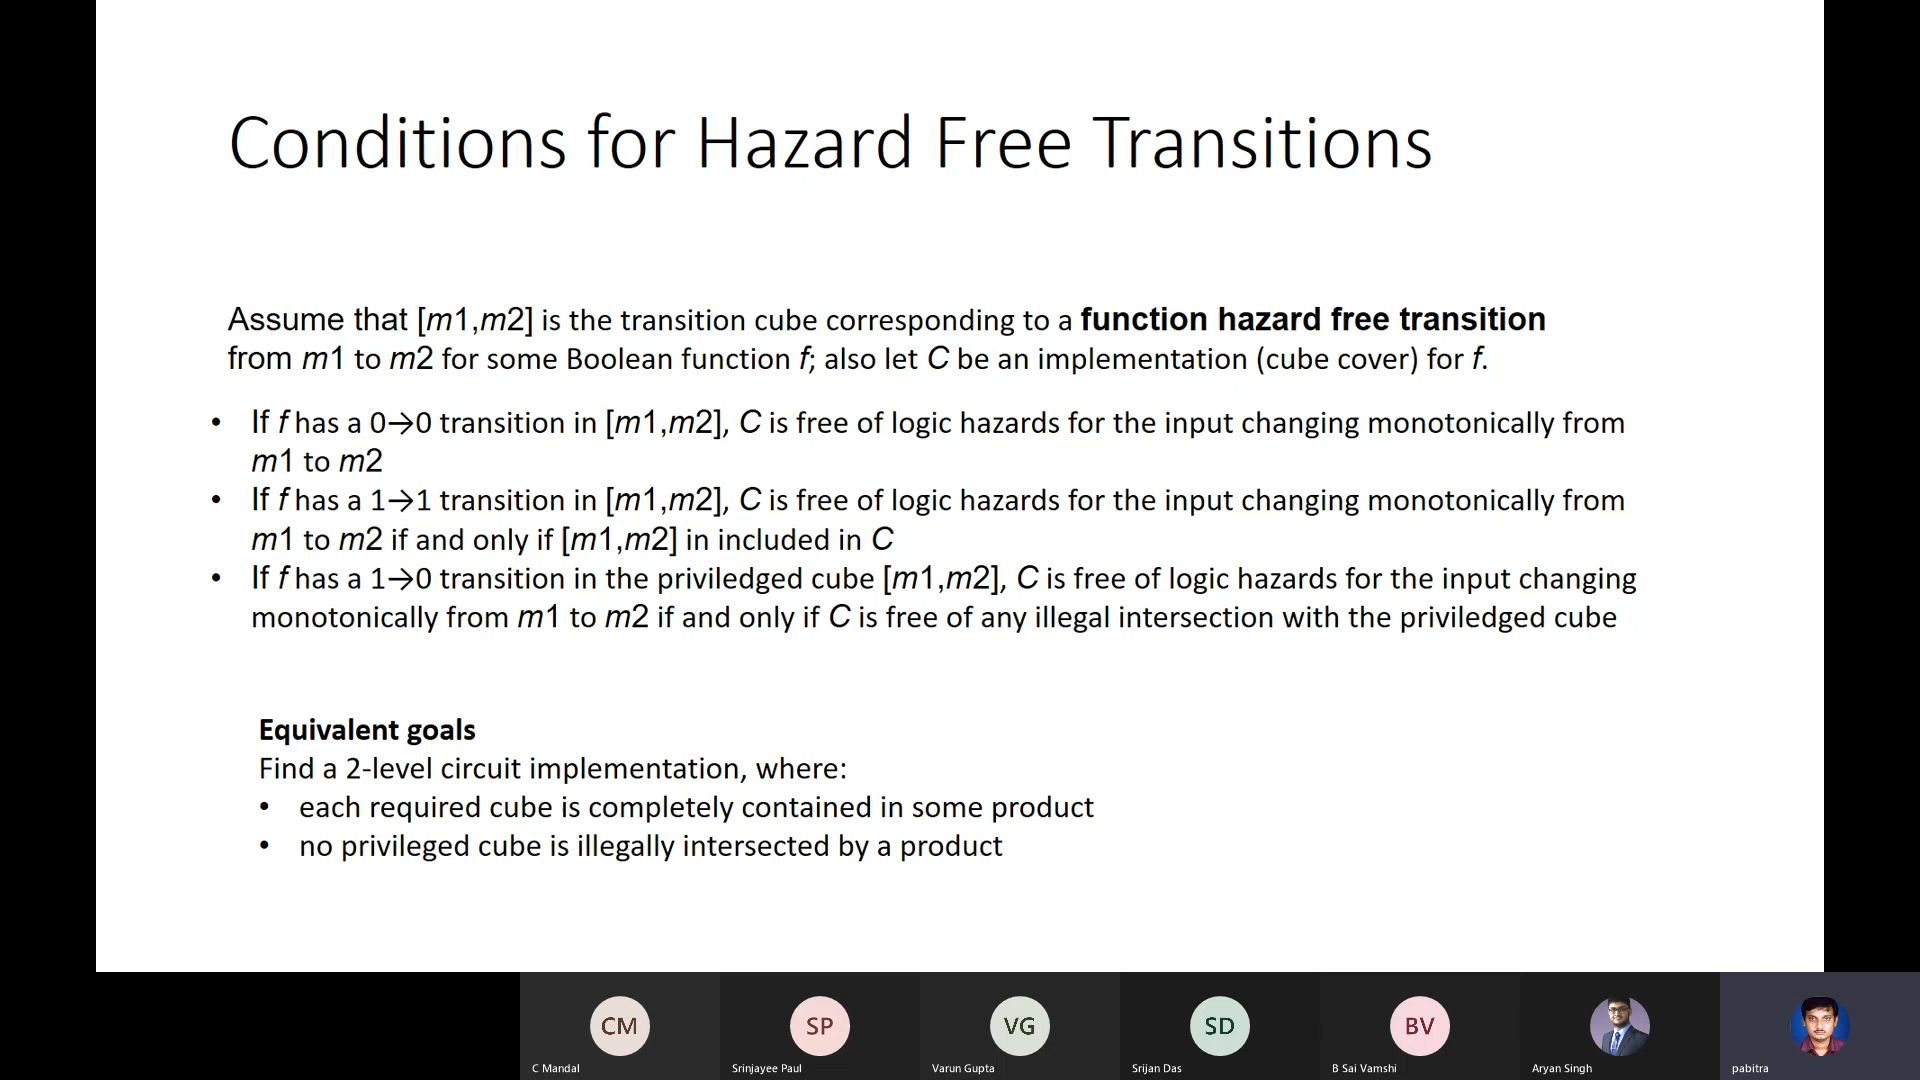 Conditions for Hazard Free Transitions
Assume that [m1,m2] is the transition cube corresponding to a function hazard free transition
from m1 to m2 for some Boolean function f; also let C be an implementation (cube cover) for f.
• If f has a 0→0 transition in [m1,m2], C is free of logic hazards for the input changing monotonically from
m1 to m2
• If f has a 1→1 transition in [m1,m2], C is free of logic hazards for the input changing monotonically from
m1 to m2 if and only if [m1,m2] in included in C
• If f has a 1→0 transition in the priviledged cube [m1,m2], C is free of logic hazards for the input changing
monotonically from m1 to m2 if and only if C is free of any illegal intersection with the priviledged cube
Equivalent goals
Find a 2-level circuit implementation, where:
• each required cube is completely contained in some product
• no privileged cube is illegally intersected by a product
CM SP VG SD BV
C Mandal Srinjayee Paul Varun Gupta Srijan Das B Sai Vamshi Aryan Singh pabitra